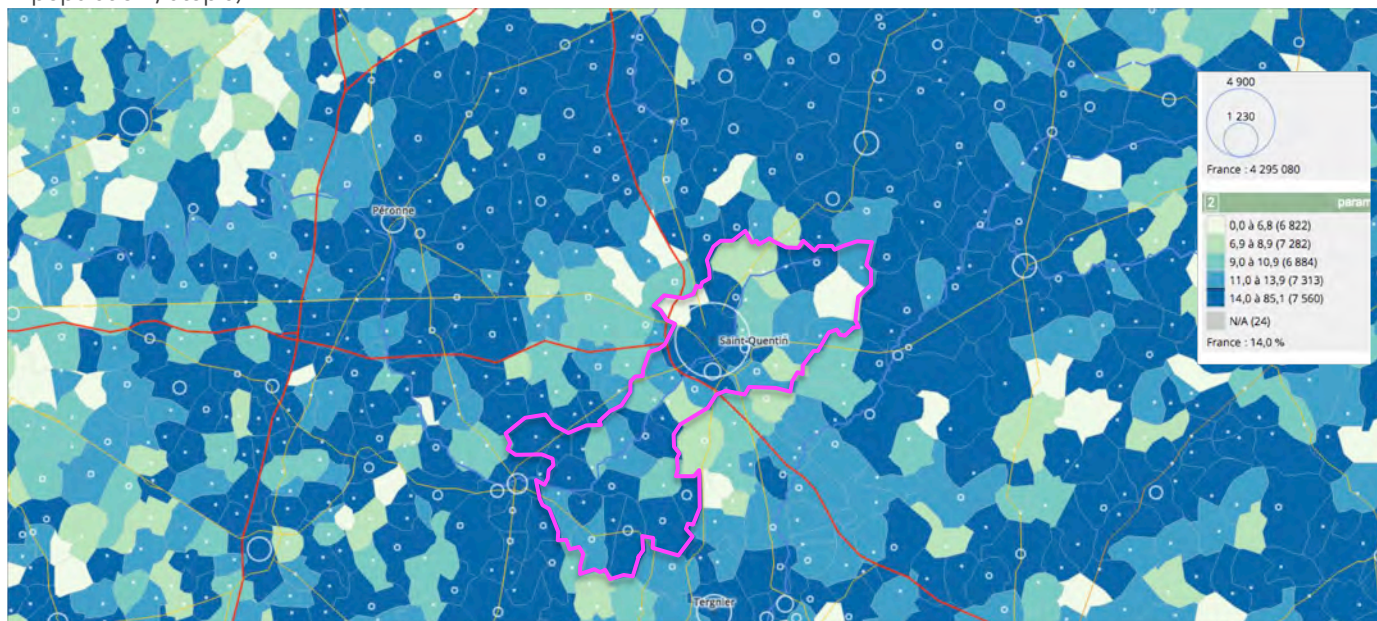 4 900
1 230
France : 4 295 080
2 param
0,0 à 6,8 (6 822)
6,9 à 8,9 (7 282)
9,0 à 10,9 (6 884)
11,0 à 13,9 (7 313)
14,0 à 85,1 (7 560)
N/A (24)
France : 14,0 %
Péronne
Saint-Quentin
Tergnier